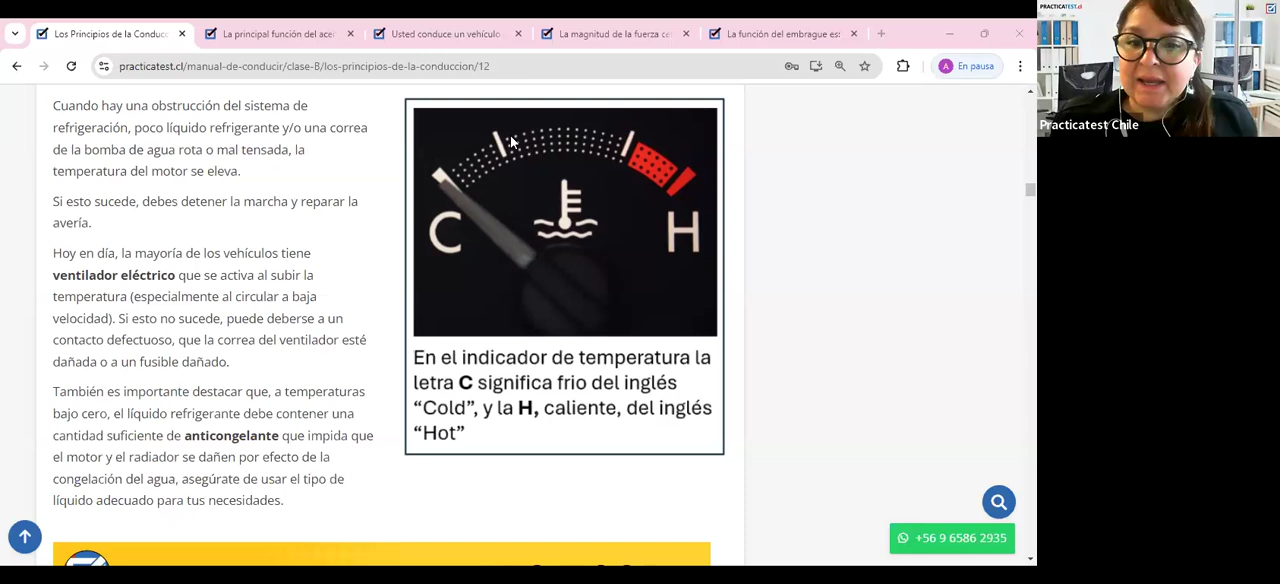 PRACTICATEST.cl
Los Principios de la Conduc
La principal función del ace
Usted conduce un vehículo
La magnitud de la fuerza ce
La función del embrague es:
practicatest.cl/manual-de-conducir/clase-B/los-principios-de-la-conduccion/12
A En pausa
Practicatest Chile
Cuando hay una obstrucción del sistema de
refrigeración, poco líquido refrigerante y/o una correa
de la bomba de agua rota o mal tensada, la
temperatura del motor se eleva.
Si esto sucede, debes detener la marcha y reparar la
avería.
Hoy en día, la mayoría de los vehículos tiene
ventilador eléctrico que se activa al subir la
temperatura (especialmente al circular a baja
velocidad). Si esto no sucede, puede deberse a un
contacto defectuoso, que la correa del ventilador esté
dañada o a un fusible dañado.
También es importante destacar que, a temperaturas
bajo cero, el líquido refrigerante debe contener una
cantidad suficiente de anticongelante que impida que
el motor y el radiador se dañen por efecto de la
congelación del agua, asegúrate de usar el tipo de
líquido adecuado para tus necesidades.
C
H
En el indicador de temperatura la
letra C significa frio del inglés
“Cold”, y la H, caliente, del inglés
“Hot”
+56 9 6586 2935